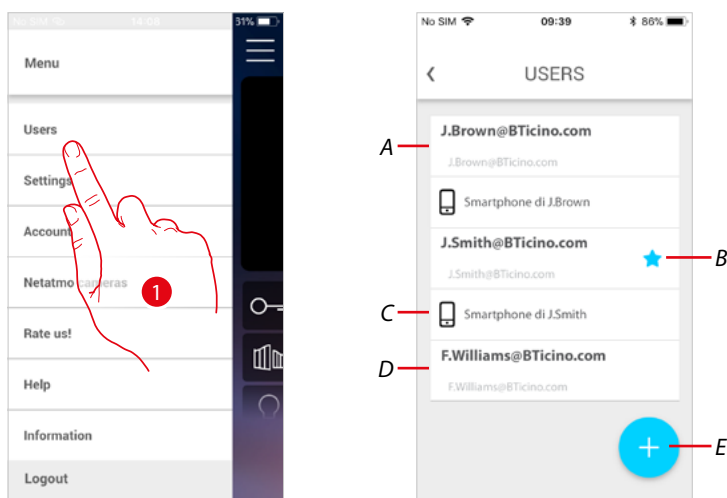 No SIM
14:08
31%
Menu
Users
Settings
Account
Netatmo cameras
Rate us!
Help
Information
Logout
1
No SIM
09:39
86%
USERS
A
J.Brown@BTicino.com
J.Brown@BTicino.com
Smartphone di J.Brown
J.Smith@BTicino.com
B
J.Smith@BTicino.com
C
Smartphone di J.Smith
D
F.Williams@BTicino.com
F.Williams@BTicino.com
E